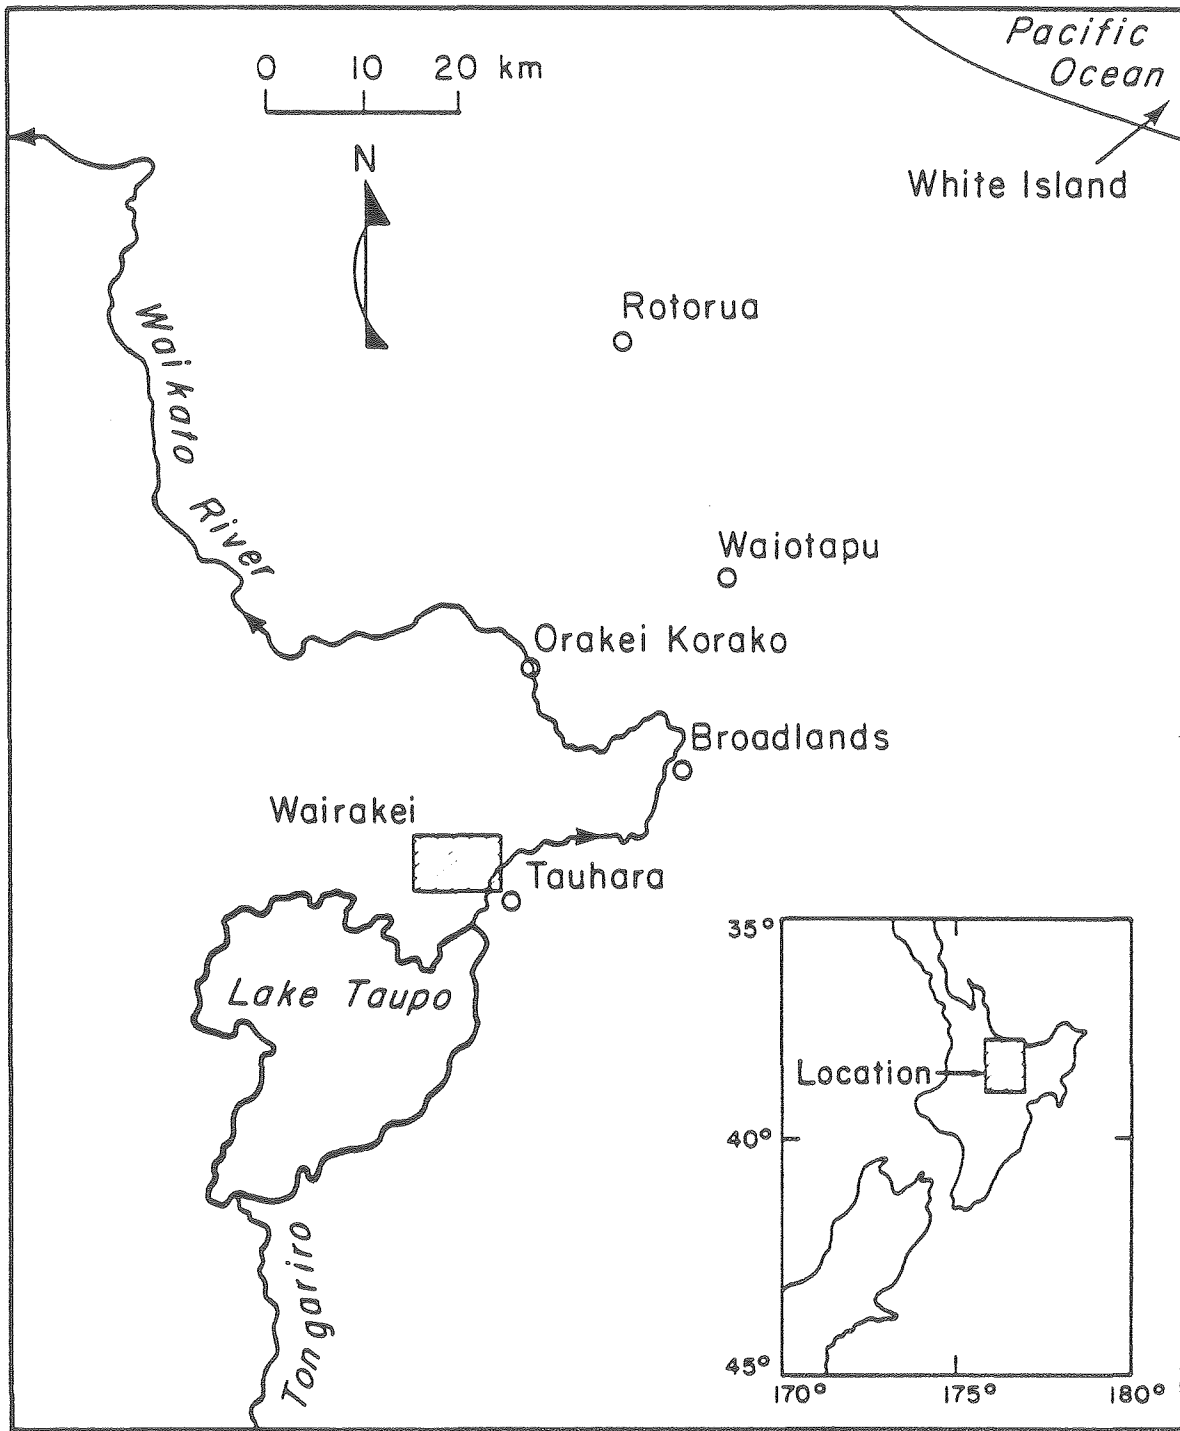 Pacific
Ocean
0 10 20 km
N
White Island
Rotorua
Waikato
River
Waiotapu
Orakei Korako
Broadlands
Wairakei
Tauhara
Lake Taupo
Tongariro
35°
Location
40°
45°
170° 175° 180°